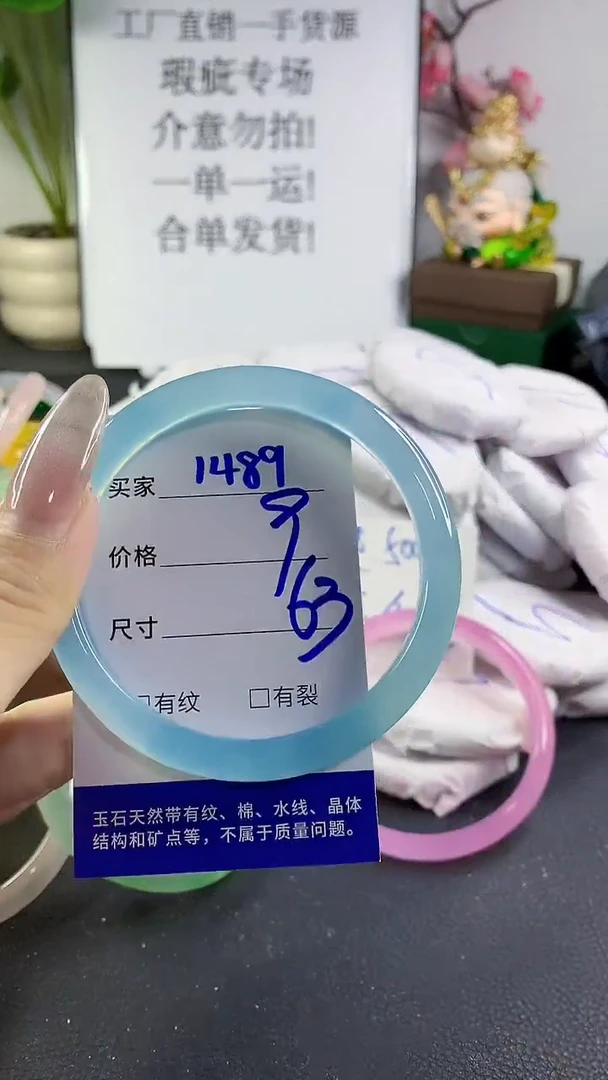 工厂直销一手货源
瑕疵专场
介意勿拍!
一单一运!
合单发货!
买家 1489
价格 9
尺寸 63
□有纹 □有裂
玉石天然带有纹、棉、水线、晶体
结构和矿点等，不属于质量问题。